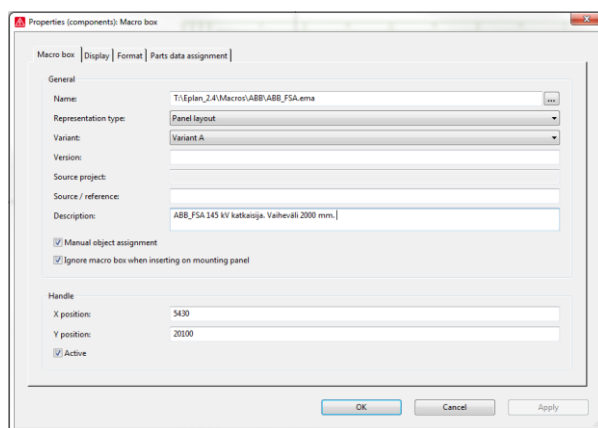 Properties (components): Macro box
Macro box Display Format Parts data assignment
General
Name: T:\Eplan_2.4\Macros\ABB\ABB_FSA.ema ...
Representation type: Panel layout
Variant: Variant A
Version:
Source project:
Source / reference:
Description: ABB_FSA 145 kV katkaisija. Vaiheväli 2000 mm.
Manual object assignment
Ignore macro box when inserting on mounting panel
Handle
X position: 5430
Y position: 20100
Active
OK Cancel Apply